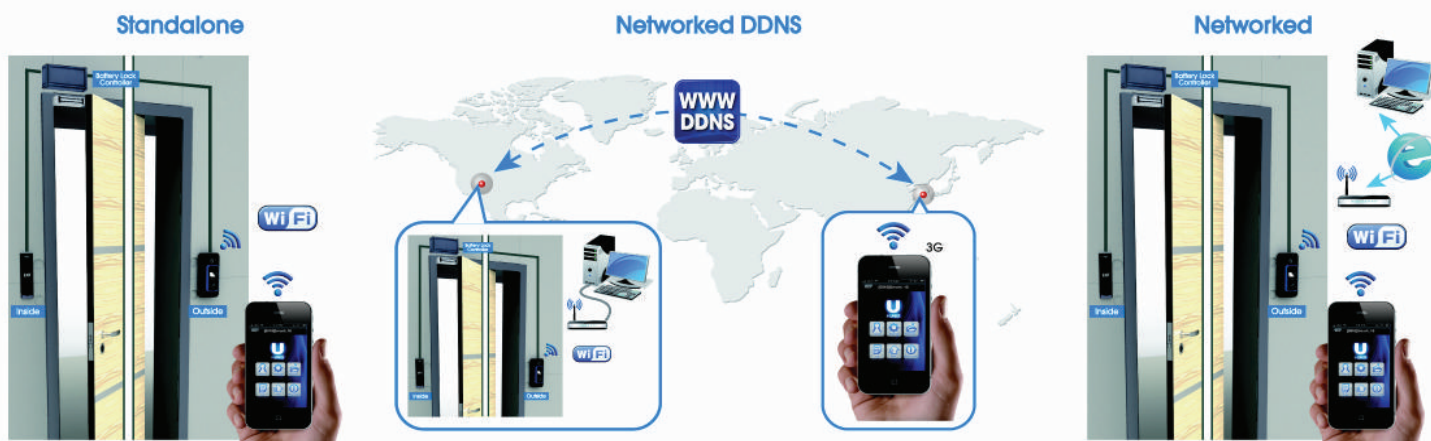 Standalone
Networked DDNS
Networked
Battery Lock
Controller
Inside
Outside
Wi Fi
U
WWW
DDNS
Battery Lock
Controller
Inside
Outside
Wi Fi
3G
U
Battery Lock
Controller
Inside
Outside
Wi Fi
U